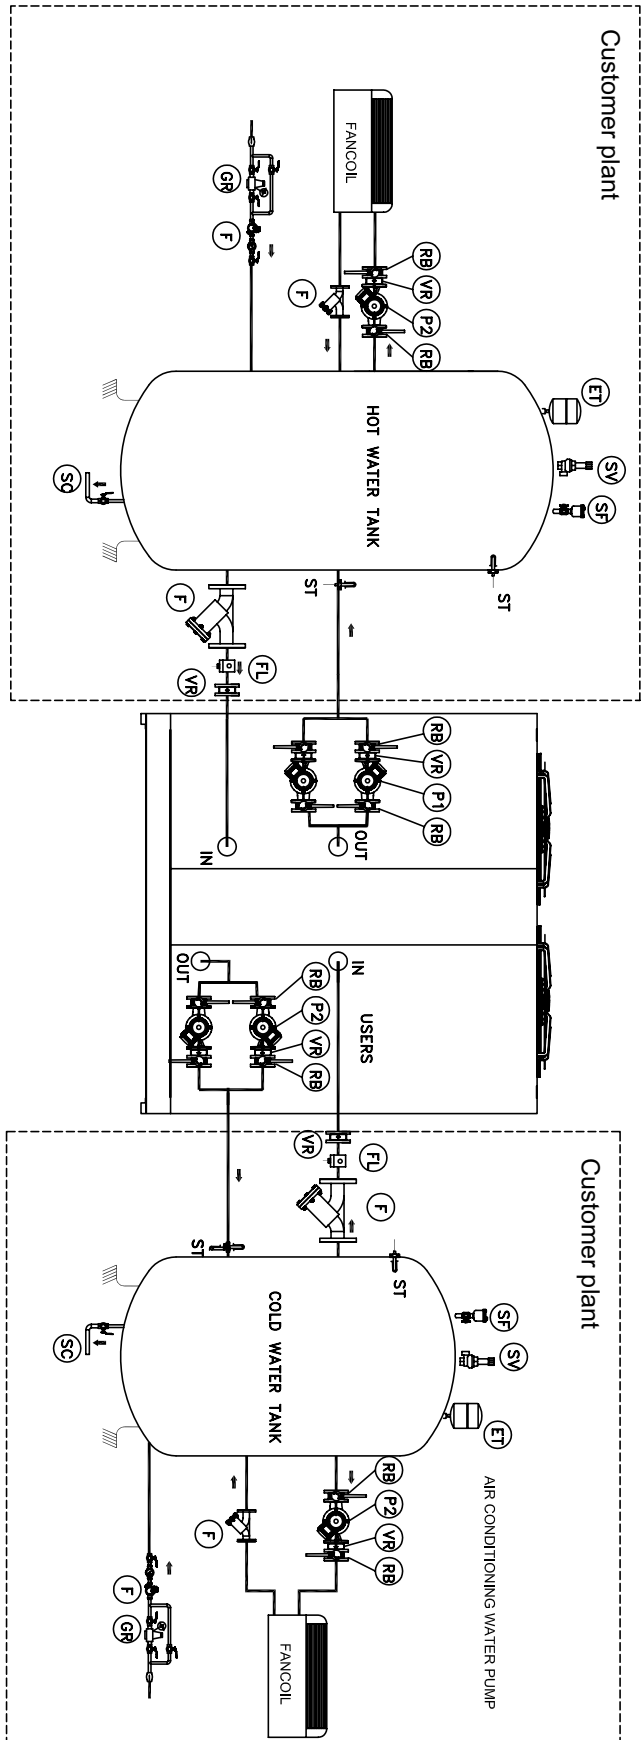 Customer plant
ET
SV
SF
ST
RB
VR
P2
RB
FANCOIL
F
GR
F
HOT WATER TANK
ST
F
FL
VR
SC
RB
VR
P1
RB
OUT
IN
USERS
IN
OUT
RB
P2
VR
RB
Customer plant
VR
FL
F
ST
ST
SF
SV
ET
COLD WATER TANK
SC
AIR CONDITIONING WATER PUMP
RB
P2
VR
RB
F
FANCOIL
F
GR